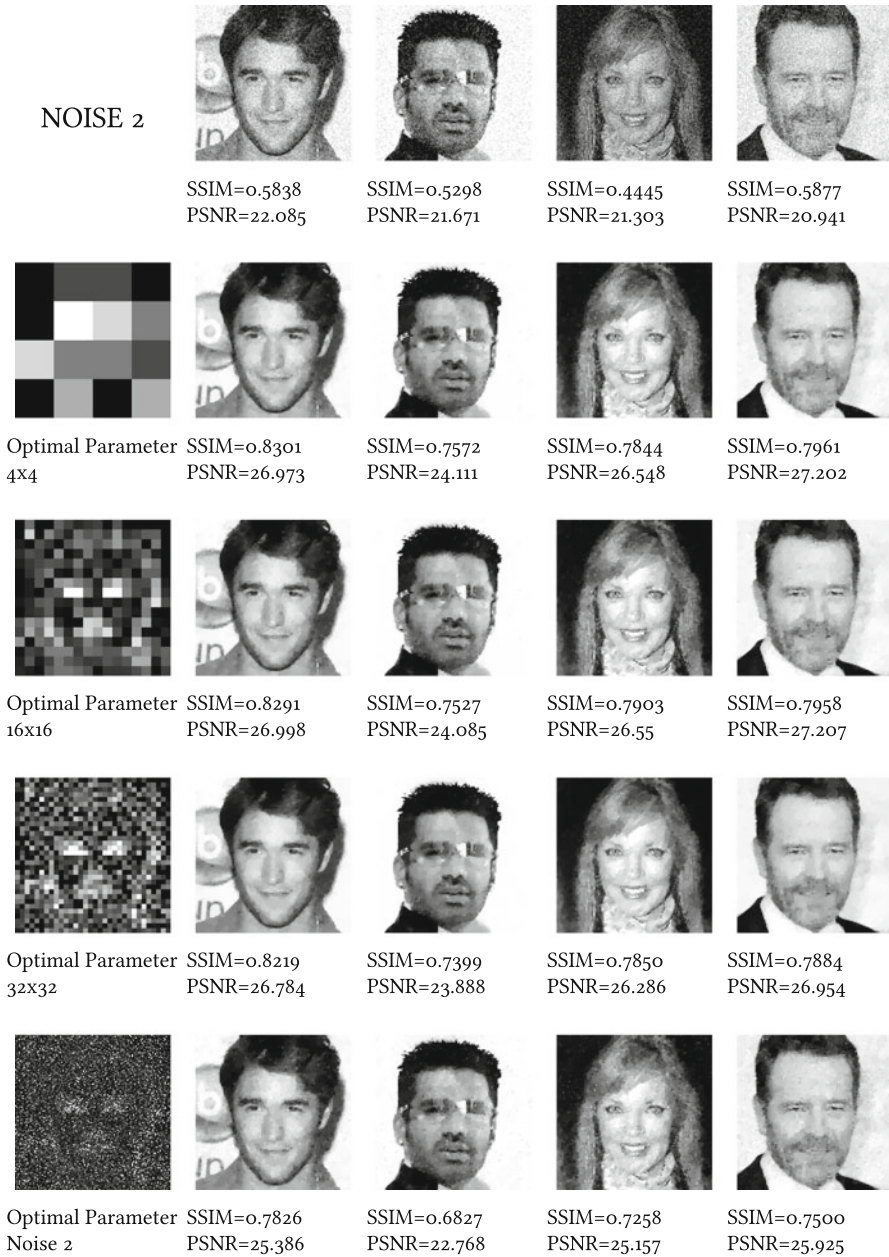 NOISE 2
SSIM=0.5838 SSIM=0.5298 SSIM=0.4445 SSIM=0.5877
PSNR=22.085 PSNR=21.671 PSNR=21.303 PSNR=20.941
Optimal Parameter SSIM=0.8301 SSIM=0.7572 SSIM=0.7844 SSIM=0.7961
4x4 PSNR=26.973 PSNR=24.111 PSNR=26.548 PSNR=27.202
Optimal Parameter SSIM=0.8291 SSIM=0.7527 SSIM=0.7903 SSIM=0.7958
16x16 PSNR=26.998 PSNR=24.085 PSNR=26.55 PSNR=27.207
Optimal Parameter SSIM=0.8219 SSIM=0.7399 SSIM=0.7850 SSIM=0.7884
32x32 PSNR=26.784 PSNR=23.888 PSNR=26.286 PSNR=26.954
Optimal Parameter SSIM=0.7826 SSIM=0.6827 SSIM=0.7258 SSIM=0.7500
Noise 2 PSNR=25.386 PSNR=22.768 PSNR=25.157 PSNR=25.925